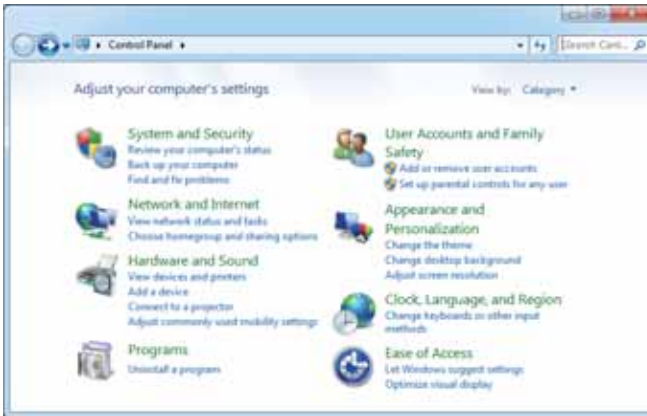 Control Panel
Search Cont...
Adjust your computer's settings
View by: Category
System and Security
Review your computer's status
Back up your computer
Find and fix problems
Network and Internet
View network status and tasks
Choose homegroup and sharing options
Hardware and Sound
View devices and printers
Add a device
Connect to a projector
Adjust commonly used mobility settings
Programs
Uninstall a program
User Accounts and Family
Safety
Add or remove user accounts
Set up parental controls for any user
Appearance and
Personalization
Change the theme
Change desktop background
Adjust screen resolution
Clock, Language, and Region
Change keyboards or other input
methods
Ease of Access
Let Windows suggest settings
Optimize visual display